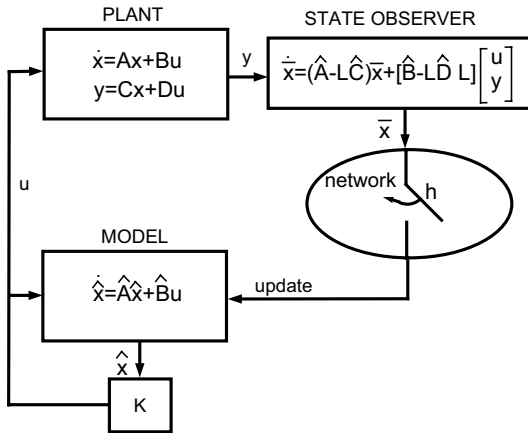 PLANT
STATE OBSERVER
ẋ=Ax+Bu
y=Cx+Du
y
x̄̇=(Â-LĈ)x̄+[B̂-LD̂ L] [u
y]
x̄
network
h
u
MODEL
x̂̇=Âx̂+B̂u
update
x̂
K